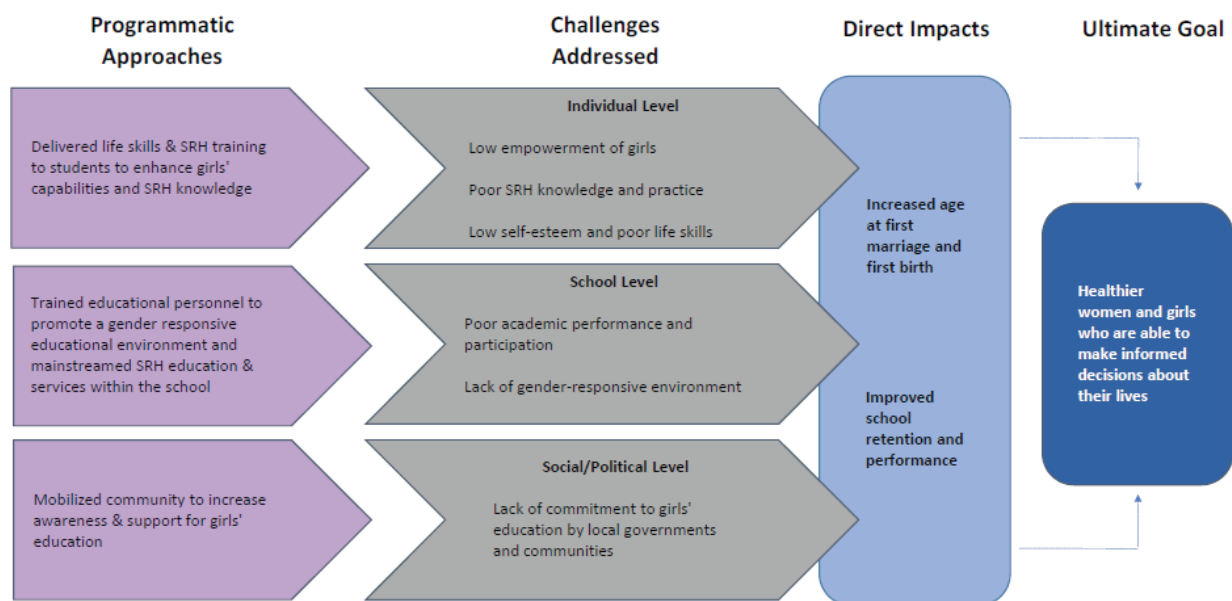 Programmatic
Approaches
Challenges
Addressed
Direct Impacts
Ultimate Goal
Delivered life skills & SRH training
to students to enhance girls'
capabilities and SRH knowledge
Individual Level
Low empowerment of girls
Poor SRH knowledge and practice
Low self-esteem and poor life skills
Trained educational personnel to
promote a gender responsive
educational environment and
mainstreamed SRH education &
services within the school
School Level
Poor academic performance and
participation
Lack of gender-responsive environment
Mobilized community to increase
awareness & support for girls'
education
Social/Political Level
Lack of commitment to girls'
education by local governments
and communities
Increased age
at first
marriage and
first birth
Improved
school
retention and
performance
Healthier
women and girls
who are able to
make informed
decisions about
their lives